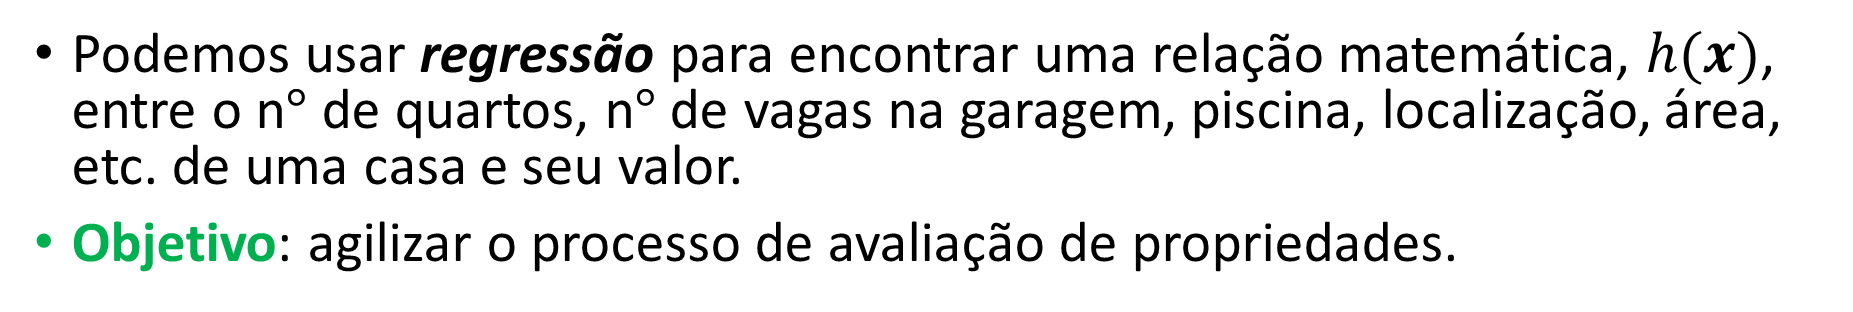 • Podemos usar regressão para encontrar uma relação matemática, ℎ(𝒙),
entre o n° de quartos, n° de vagas na garagem, piscina, localização, área,
etc. de uma casa e seu valor.
• Objetivo: agilizar o processo de avaliação de propriedades.